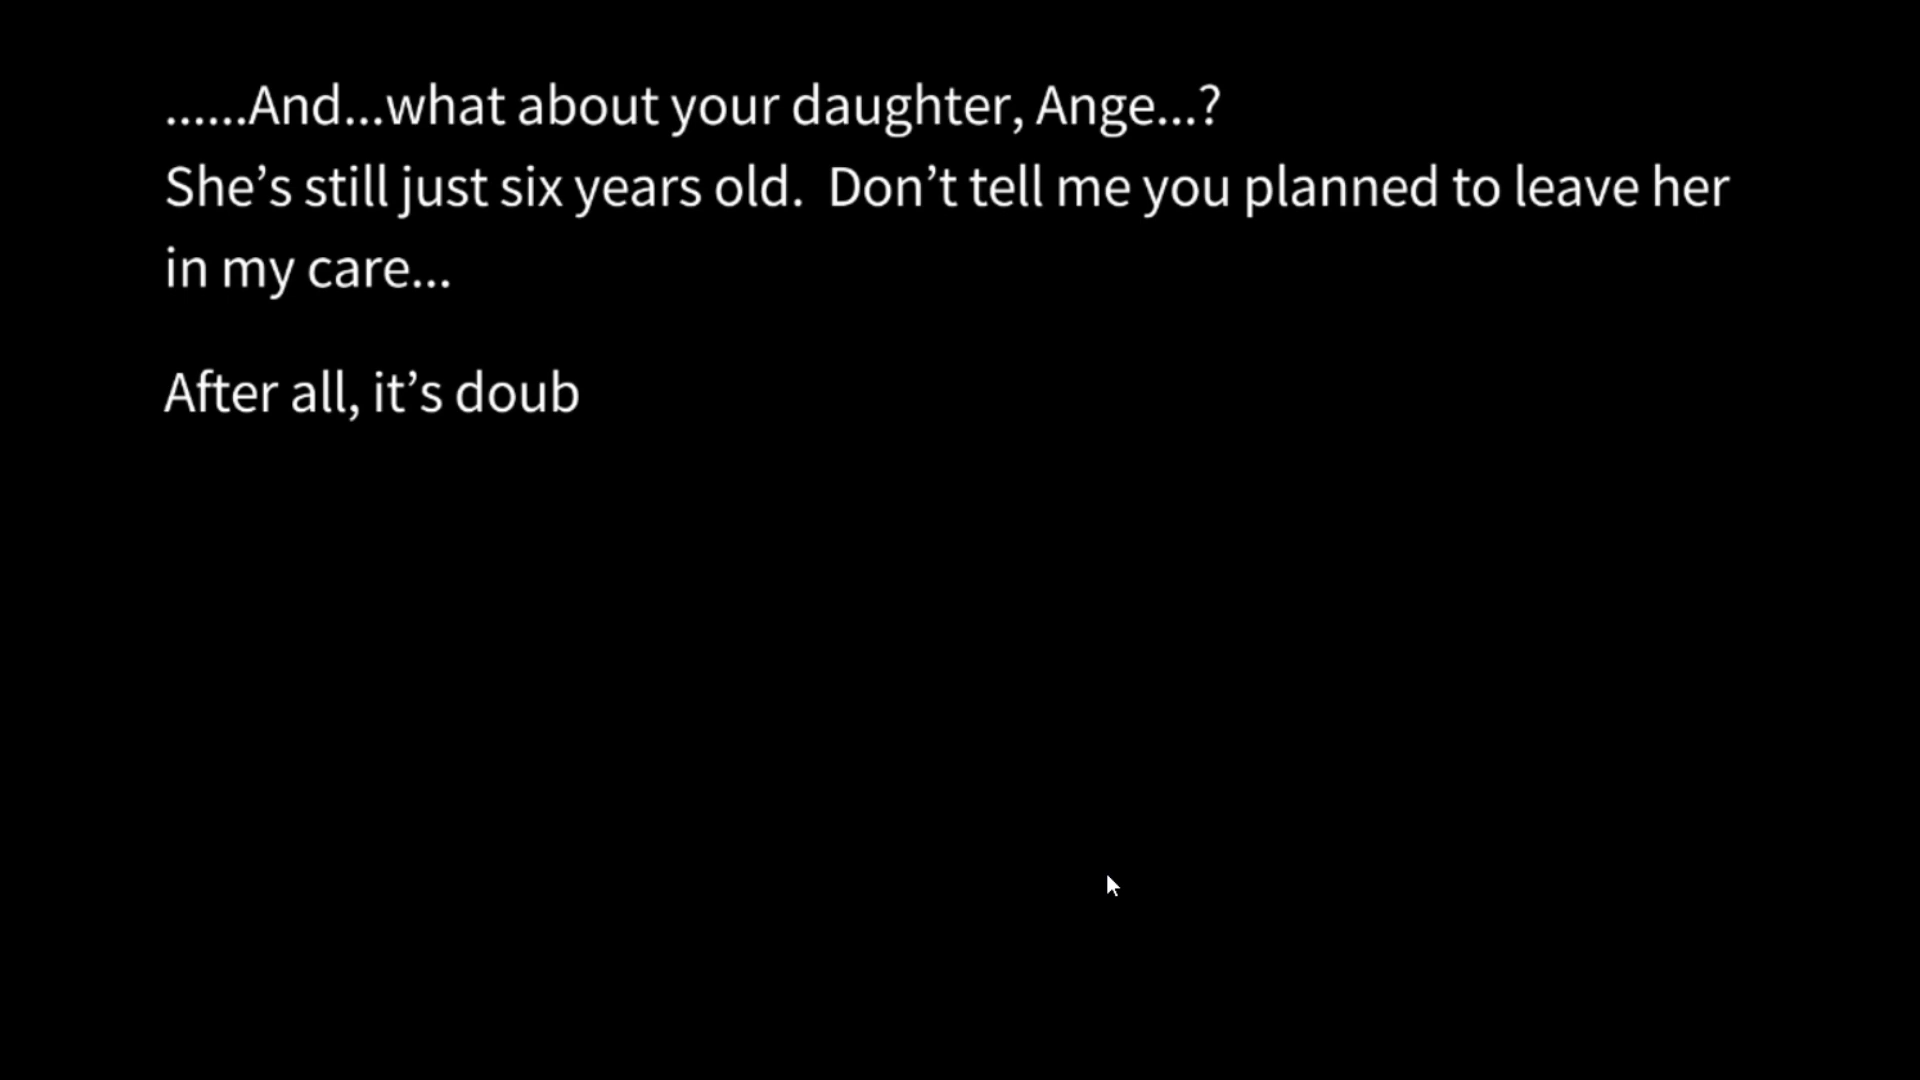 ......And...what about your daughter, Ange...?
She’s still just six years old.  Don’t tell me you planned to leave her
in my care...
After all, it’s doub